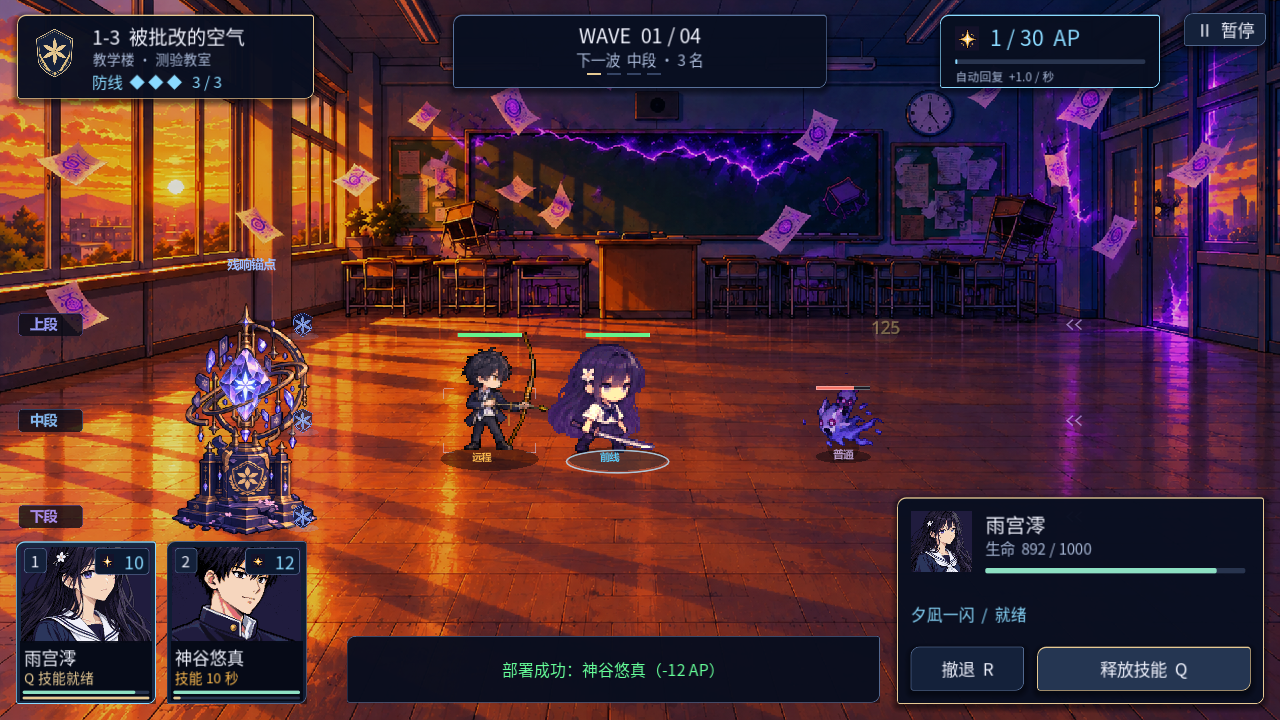 1-3 被批改的空气
教学楼 · 测验教室
防线 3 / 3
WAVE 01 / 04
下一波 中段 · 3 名
1 / 30 AP
自动回复 +1.0 / 秒
暂停
残响锚点
上段
125
中段
远程
前线
普通
下段
1
10
雨宫澪
Q 技能就绪
2
12
神谷悠真
技能 10 秒
部署成功：神谷悠真（-12 AP）
雨宫澪
生命 892 / 1000
夕凪一闪 / 就绪
撤退 R
释放技能 Q